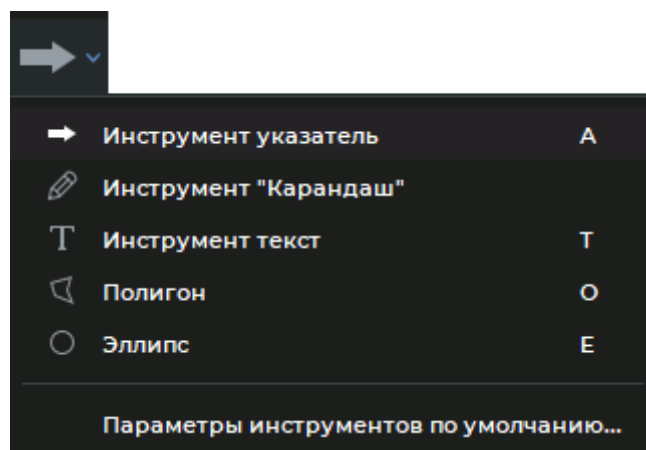 Инструмент указатель A
Инструмент "Карандаш"
Инструмент текст T
Полигон O
Эллипс E
Параметры инструментов по умолчанию...